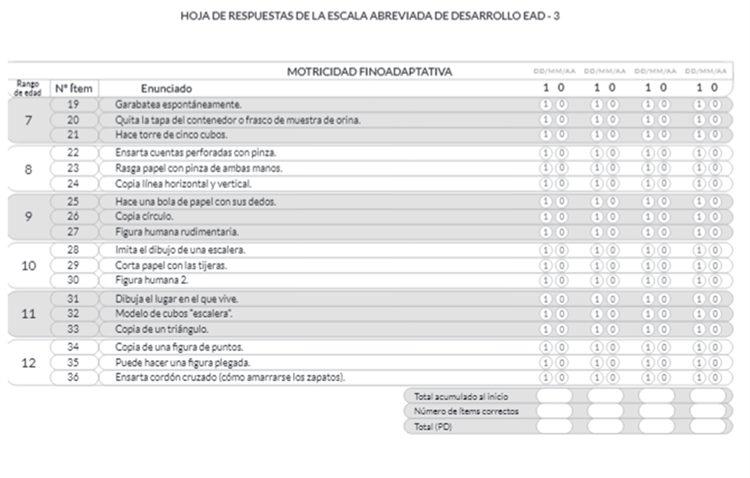 HOJA DE RESPUESTAS DE LA ESCALA ABREVIADA DE DESARROLLO EAD - 3
MOTRICIDAD FINOADAPTATIVA DD/MM/AA DD/MM/AA DD/MM/AA DD/MM/AA
Rango de edad N° Ítem Enunciado 1 0 1 0 1 0 1 0
7
19 Garabatea espontáneamente. 1 0 1 0 1 0 1 0
20 Quita la tapa del contenedor o frasco de muestra de orina. 1 0 1 0 1 0 1 0
21 Hace torre de cinco cubos. 1 0 1 0 1 0 1 0
8
22 Ensarta cuentas perforadas con pinza. 1 0 1 0 1 0 1 0
23 Rasga papel con pinza de ambas manos. 1 0 1 0 1 0 1 0
24 Copia línea horizontal y vertical. 1 0 1 0 1 0 1 0
9
25 Hace una bola de papel con sus dedos. 1 0 1 0 1 0 1 0
26 Copia círculo. 1 0 1 0 1 0 1 0
27 Figura humana rudimentaria. 1 0 1 0 1 0 1 0
10
28 Imita el dibujo de una escalera. 1 0 1 0 1 0 1 0
29 Corta papel con las tijeras. 1 0 1 0 1 0 1 0
30 Figura humana 2. 1 0 1 0 1 0 1 0
11
31 Dibuja el lugar en el que vive. 1 0 1 0 1 0 1 0
32 Modelo de cubos "escalera". 1 0 1 0 1 0 1 0
33 Copia de un triángulo. 1 0 1 0 1 0 1 0
12
34 Copia de una figura de puntos. 1 0 1 0 1 0 1 0
35 Puede hacer una figura plegada. 1 0 1 0 1 0 1 0
36 Ensarta cordón cruzado (cómo amarrarse los zapatos). 1 0 1 0 1 0 1 0
Total acumulado al inicio
Número de ítems correctos
Total (PD)